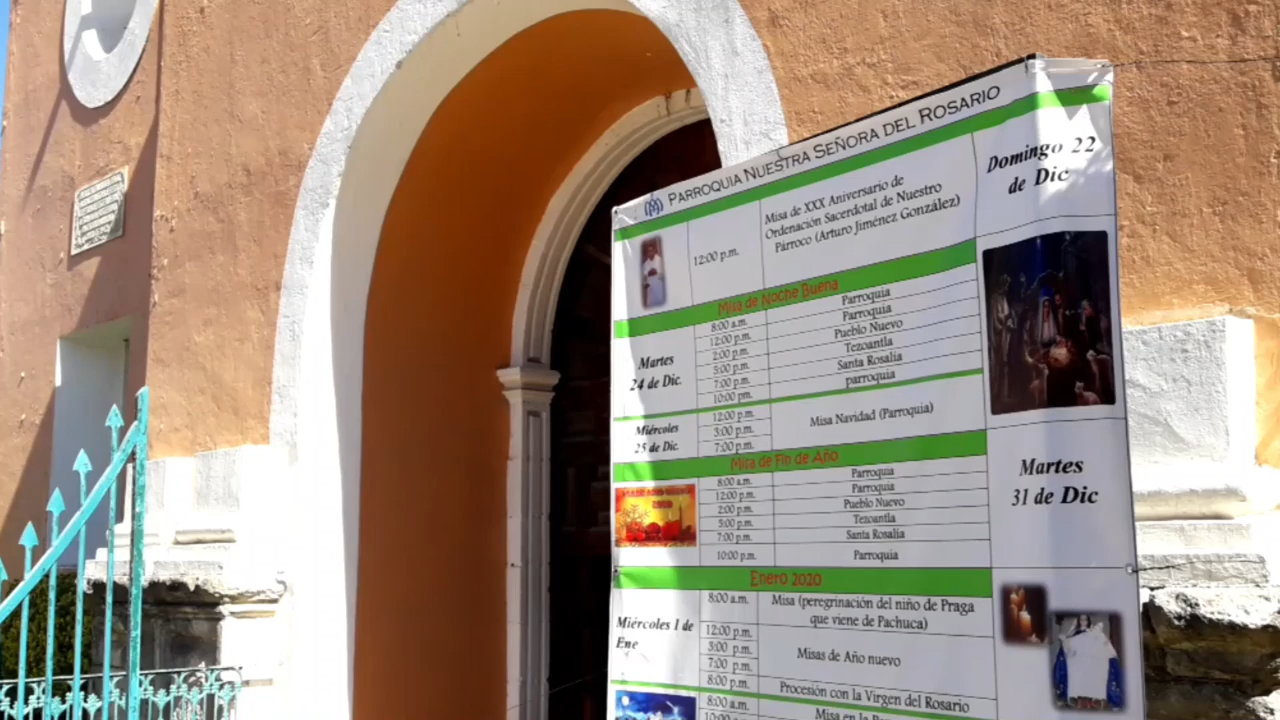 PARROQUIA NUESTRA SEÑORA DEL ROSARIO
12:00 p.m.
Misa de XXX Aniversario de
Ordenación Sacerdotal de Nuestro
Párroco (Arturo Jiménez González)
Domingo 22
de Dic
Misa de Noche Buena
Martes
24 de Dic.
8:00 a.m. Parroquia
12:00 p.m. Parroquia
2:00 p.m. Pueblo Nuevo
5:00 p.m. Tezoantla
7:00 p.m. Santa Rosalía
10:00 pm. parroquia
Miércoles
25 de Dic.
12:00 p.m.
3:00 p.m.
7:00 p.m.
Misa Navidad (Parroquia)
Misa de Fin de Año
8:00 a.m. Parroquia
12:00 p.m. Parroquia
2:00 p.m. Pueblo Nuevo
5:00 p.m. Tezoantla
7:00 p.m. Santa Rosalía
10:00 p.m. Parroquia
Martes
31 de Dic
Enero 2020
Miércoles 1 de
Ene
8:00 a.m. Misa (peregrinación del niño de Praga
que viene de Pachuca)
12:00 p.m.
3:00 p.m.
7:00 p.m.
Misas de Año nuevo
8:00 p.m. Procesión con la Virgen del Rosario
8:00 a.m. Misa en la